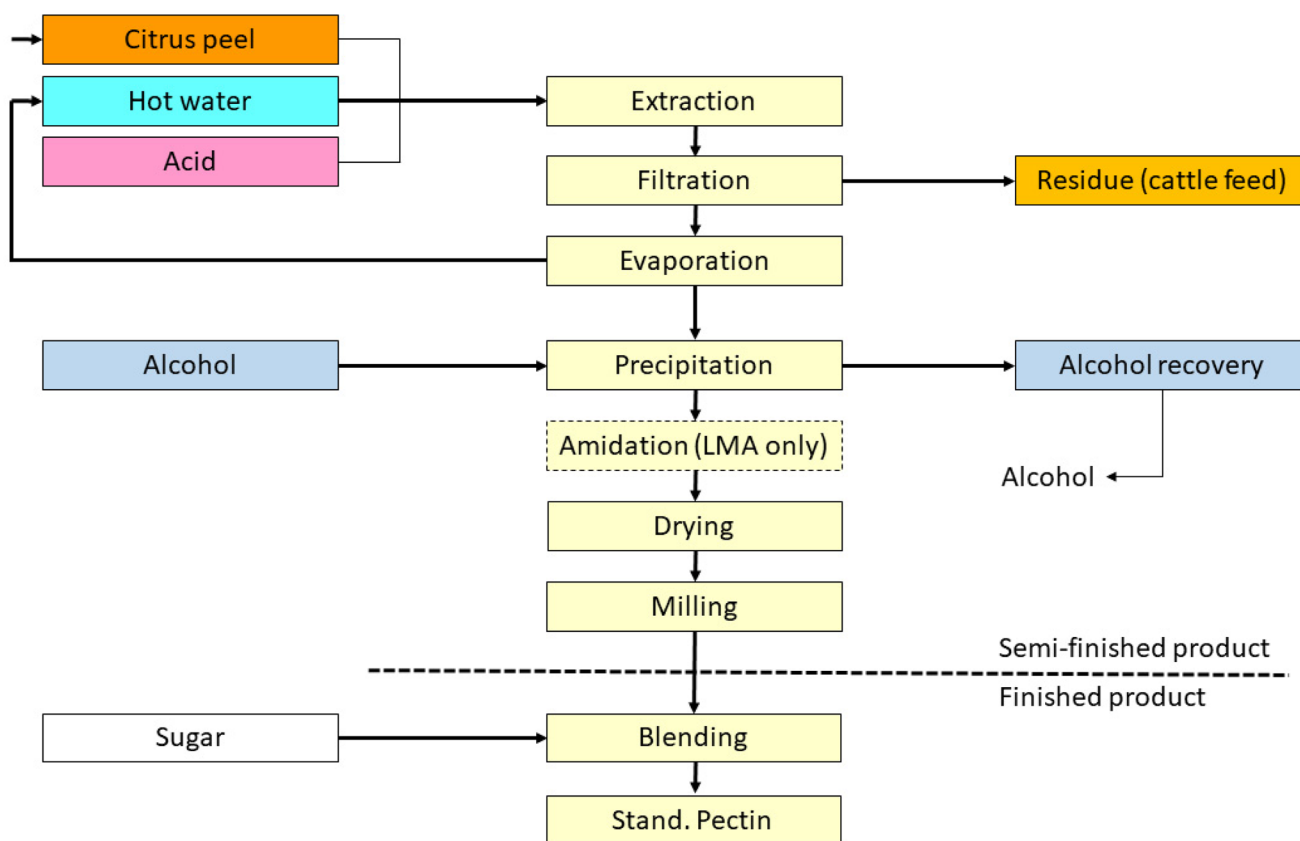 Citrus peel
Hot water
Extraction
Acid
Filtration
Residue (cattle feed)
Evaporation
Alcohol
Precipitation
Alcohol recovery
Amidation (LMA only)
Alcohol
Drying
Milling
Semi-finished product
Finished product
Sugar
Blending
Stand. Pectin